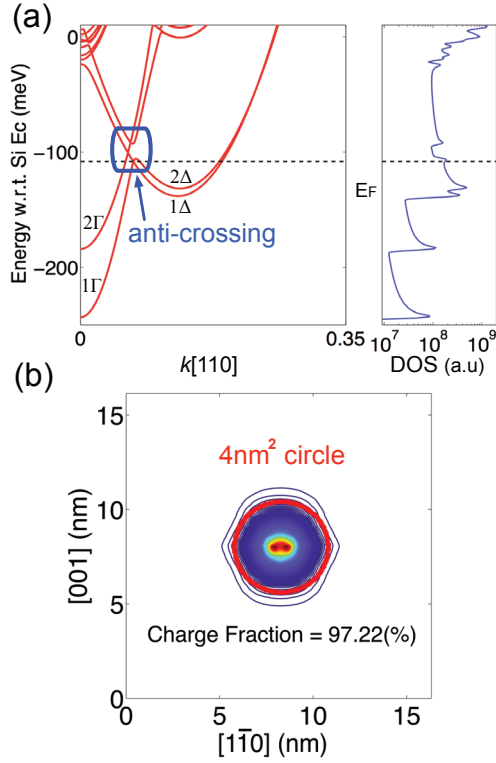 (a)
Energy w.r.t. Si Ec (meV)
0
−100
−200
2Γ
1Γ
2Δ
1Δ
anti-crossing
EF
0
0.35
k[110]
10⁷ 10⁸ 10⁹
DOS (a.u)
(b)
4nm² circle
[001] (nm)
15
10
5
0
Charge Fraction = 97.22(%)
0 5 10 15
[11̅0] (nm)